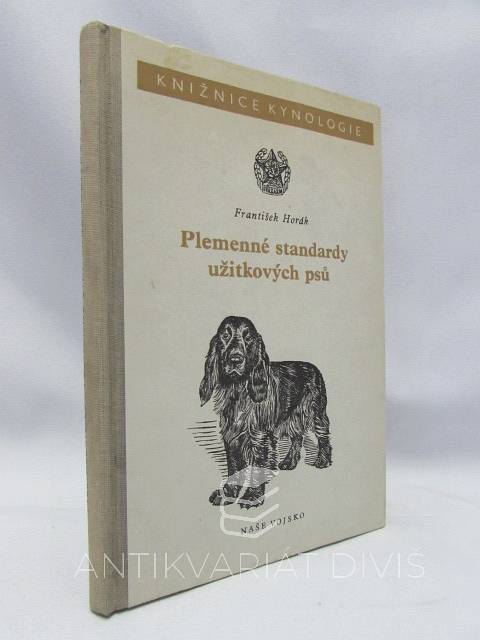 KNIŽNICE KYNOLOGIE
František Horák
Plemenné standardy
užitkových psů
NAŠE VOJSKO
ANTIKVARIÁT DIVIŠ